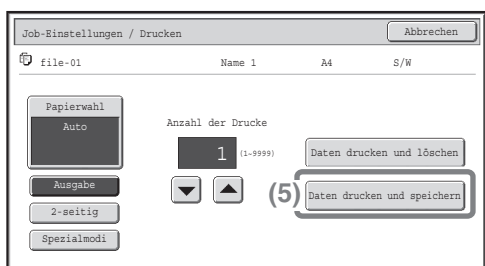 Job-Einstellungen / Drucken
Abbrechen
file-01 Name 1 A4 S/W
Papierwahl
Auto
Anzahl der Drucke
1 (1~9999)
Daten drucken und löschen
Ausgabe
(5) Daten drucken und speichern
2-seitig
Spezialmodi